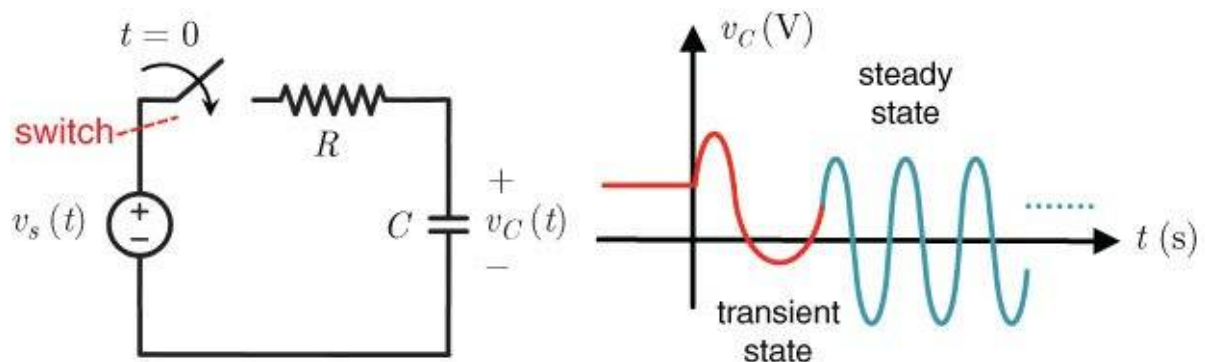 t = 0
switch
R
v_s (t)
+
−
C
+
v_C (t)
−
v_C (V)
steady
state
t (s)
transient
state